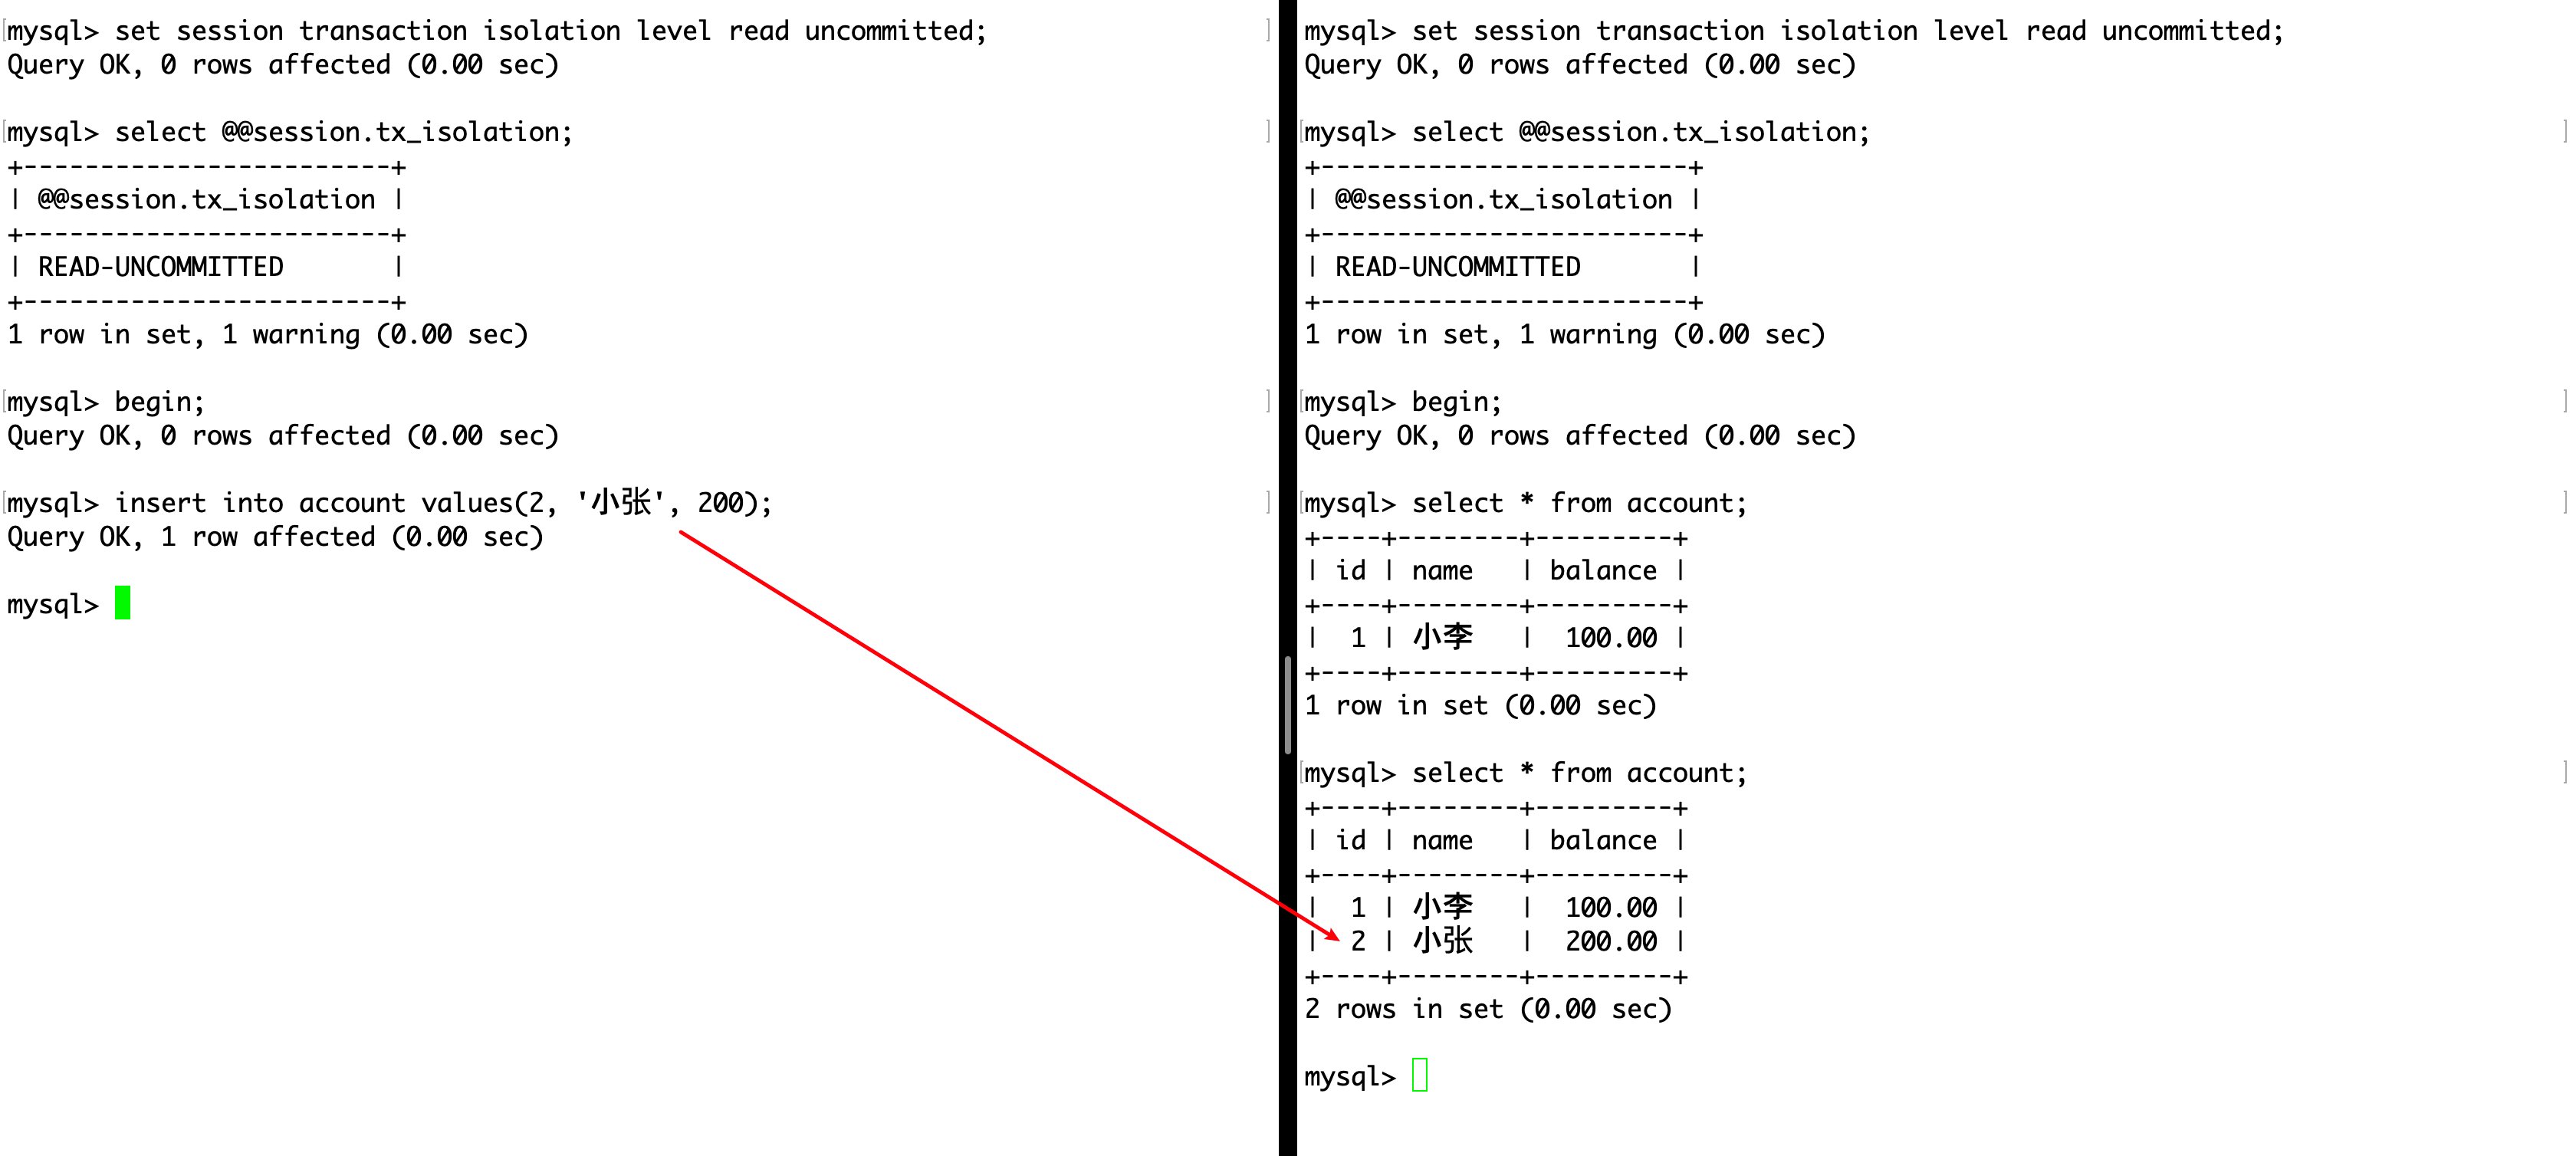 mysql> set session transaction isolation level read uncommitted;
Query OK, 0 rows affected (0.00 sec)

mysql> select @@session.tx_isolation;
+------------------------+
| @@session.tx_isolation |
+------------------------+
| READ-UNCOMMITTED       |
+------------------------+
1 row in set, 1 warning (0.00 sec)

mysql> begin;
Query OK, 0 rows affected (0.00 sec)

mysql> insert into account values(2, '小张', 200);
Query OK, 1 row affected (0.00 sec)

mysql>
mysql> set session transaction isolation level read uncommitted;
Query OK, 0 rows affected (0.00 sec)

mysql> select @@session.tx_isolation;
+------------------------+
| @@session.tx_isolation |
+------------------------+
| READ-UNCOMMITTED       |
+------------------------+
1 row in set, 1 warning (0.00 sec)

mysql> begin;
Query OK, 0 rows affected (0.00 sec)

mysql> select * from account;
+----+--------+---------+
| id | name   | balance |
+----+--------+---------+
|  1 | 小李   |  100.00 |
+----+--------+---------+
1 row in set (0.00 sec)

mysql> select * from account;
+----+--------+---------+
| id | name   | balance |
+----+--------+---------+
|  1 | 小李   |  100.00 |
|  2 | 小张   |  200.00 |
+----+--------+---------+
2 rows in set (0.00 sec)

mysql>